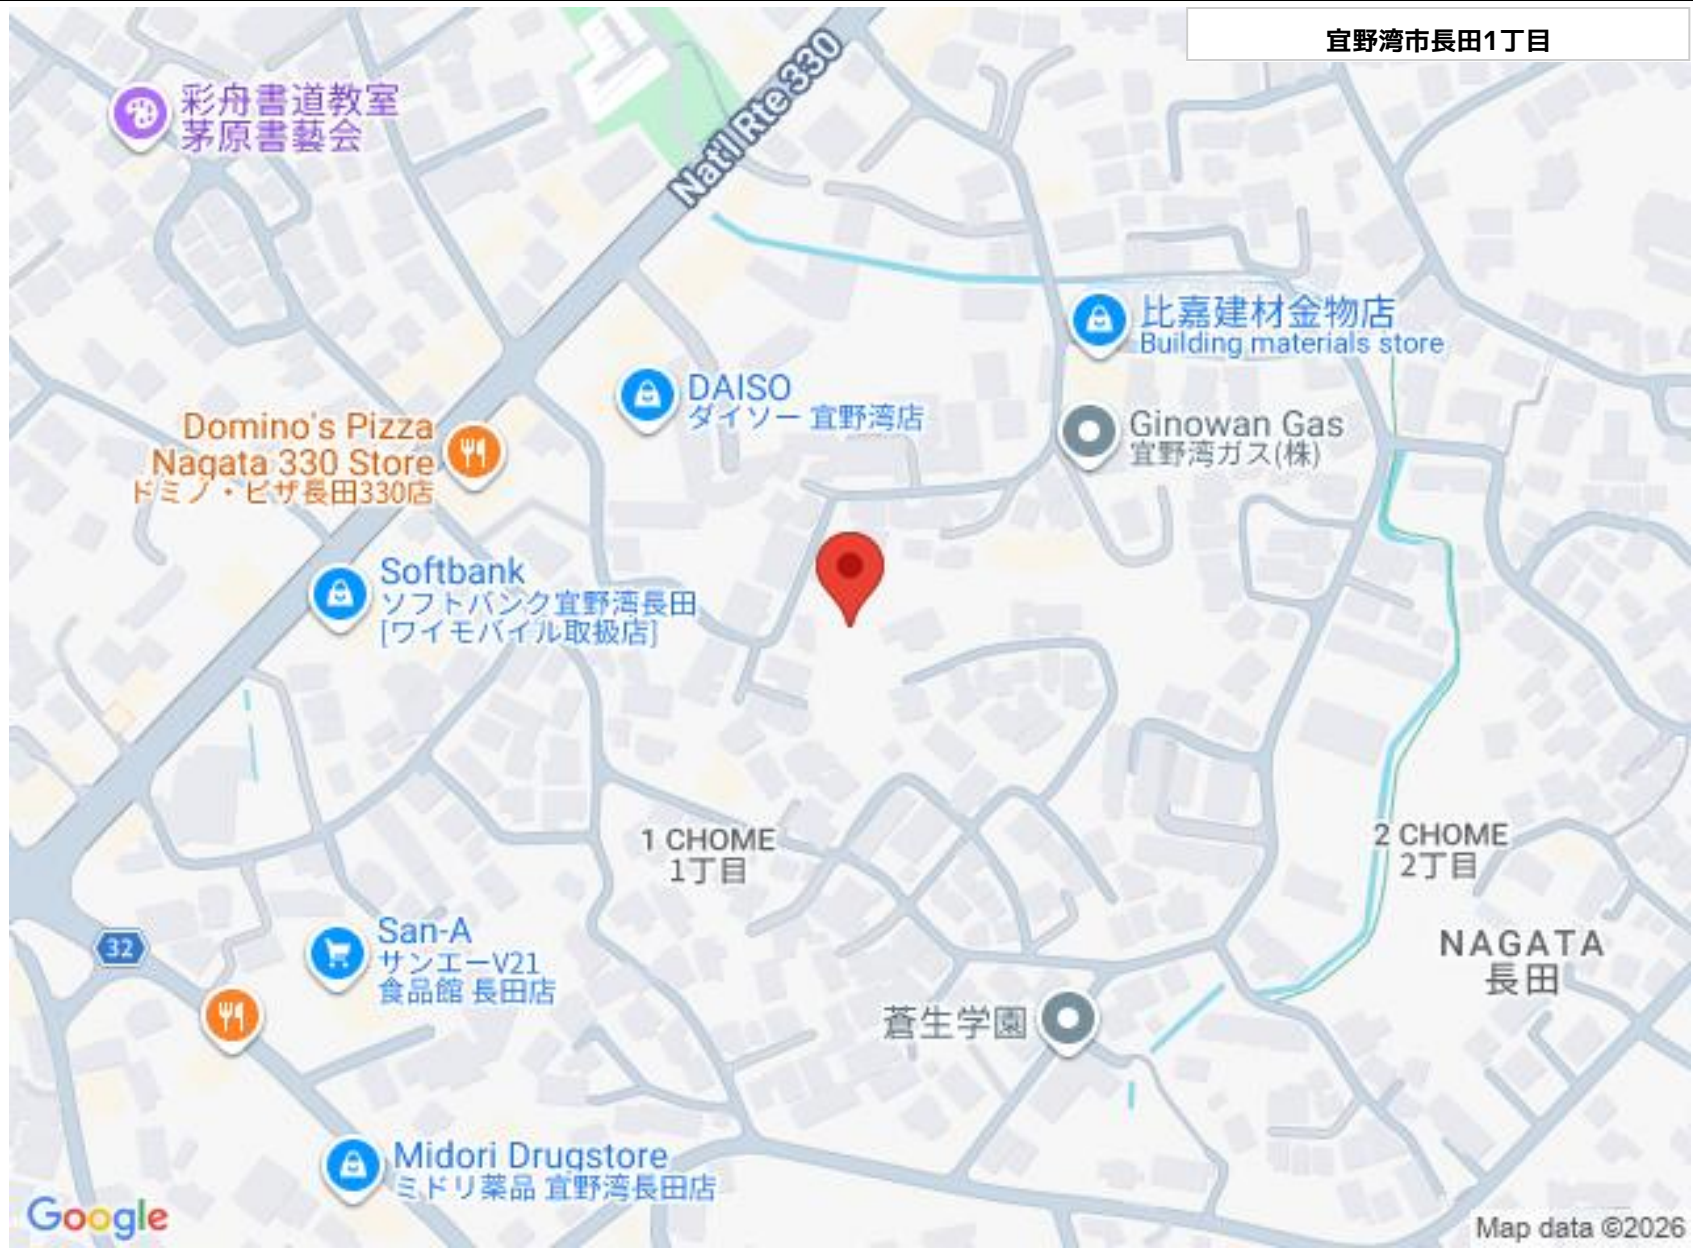 宜野湾市長田1丁目
Nat'l Rte 330
彩舟書道教室
茅原書藝会
比嘉建材金物店
Building materials store
DAISO
ダイソー 宜野湾店
Ginowan Gas
宜野湾ガス(株)
Domino's Pizza
Nagata 330 Store
ドミノ・ピザ長田330店
Softbank
ソフトバンク宜野湾長田
[ワイモバイル取扱店]
1 CHOME
1丁目
2 CHOME
2丁目
NAGATA
長田
32
San-A
サンエーV21
食品館 長田店
蒼生学園
Midori Drugstore
ミドリ薬品 宜野湾長田店
Google
Map data ©2026